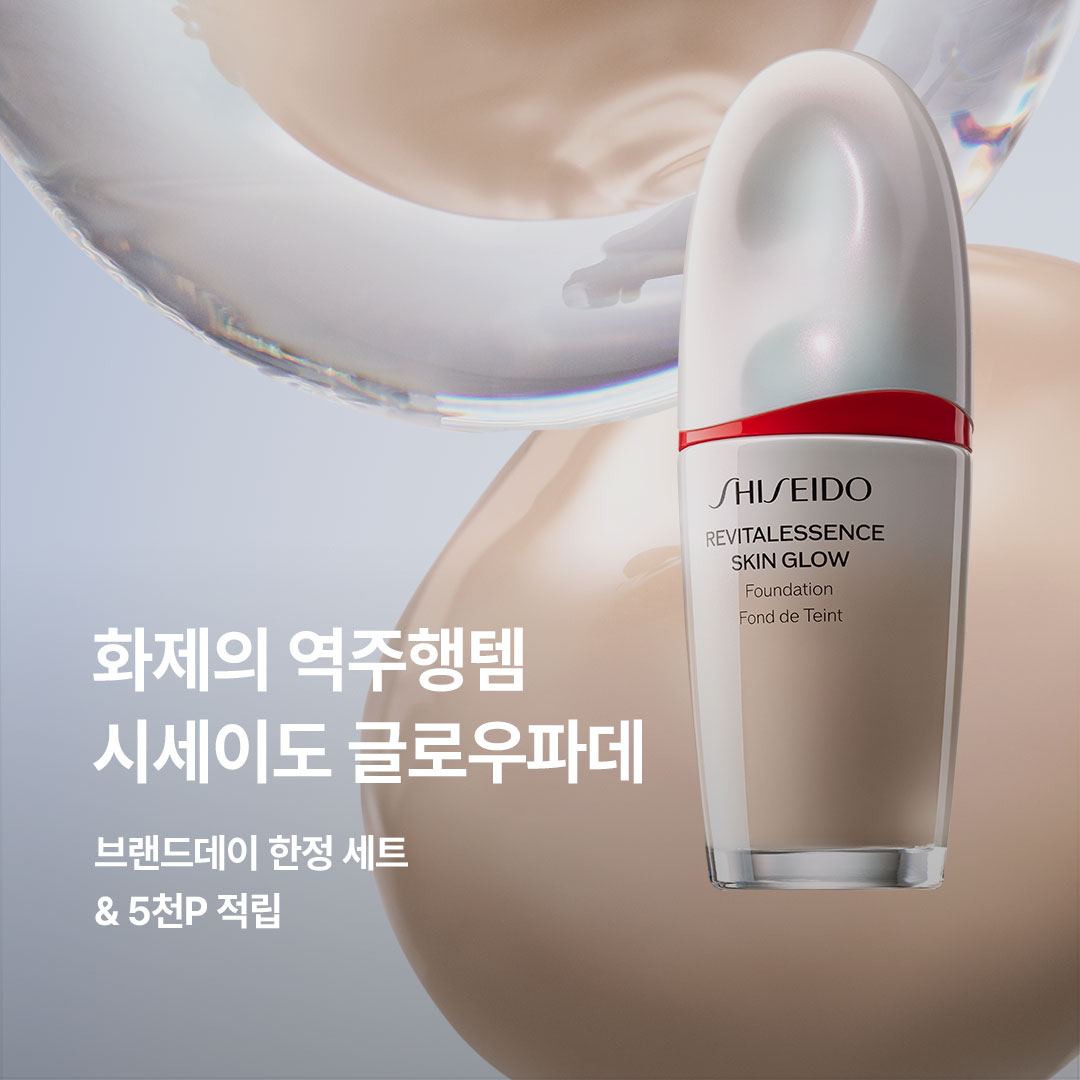 SHISEIDO
REVITALESSENCE
SKIN GLOW
Foundation
Fond de Teint
화제의 역주행템
시세이도 글로우파데
브랜드데이 한정 세트
& 5천P 적립